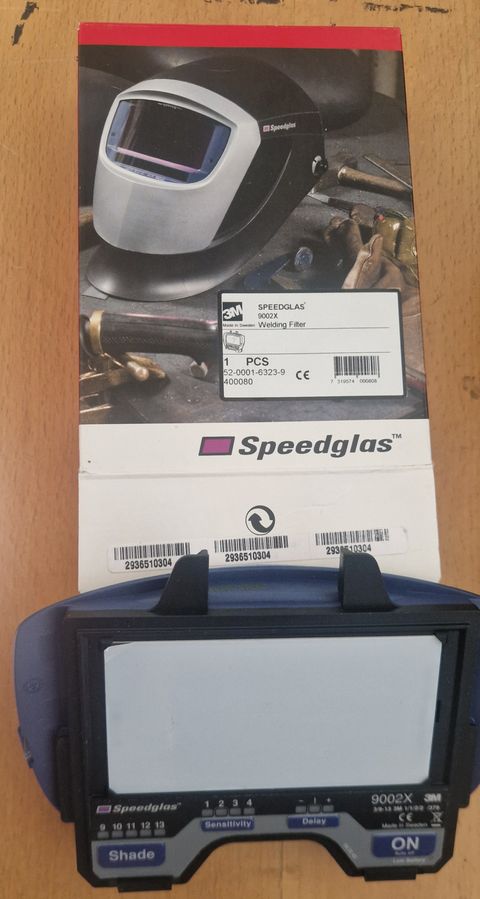 Speedglas
3M
SPEEDGLAS®
9002X
Made in Sweden Welding Filter
1 PCS
52-0001-6323-9
400080
CE
7 319574 000808
Speedglas™
2936510304
2936510304
2936510304
Speedglas™
1 2 3 4
Sensitivity
- I +
Delay
9002X 3M
CE
Made in Sweden
9 10 11 12 13
Shade
ON
Auto off
Low Battery